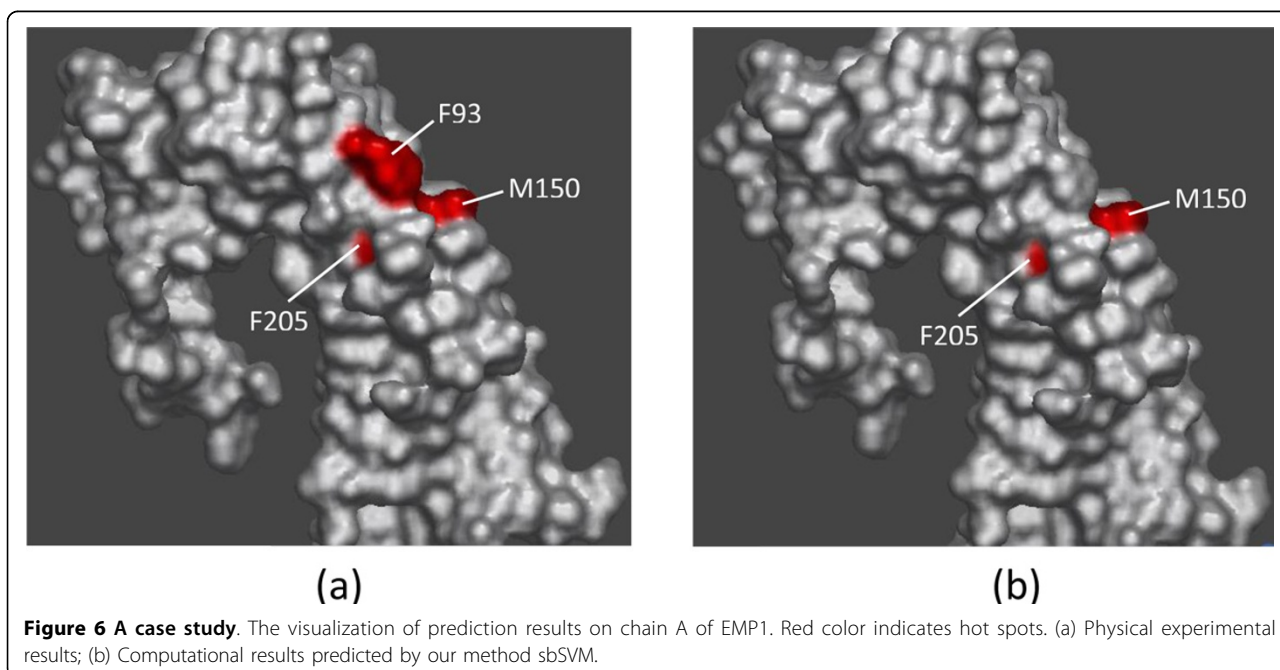 F93
M150
F205
M150
F205
(a)
(b)
Figure 6 A case study. The visualization of prediction results on chain A of EMP1. Red color indicates hot spots. (a) Physical experimental
results; (b) Computational results predicted by our method sbSVM.